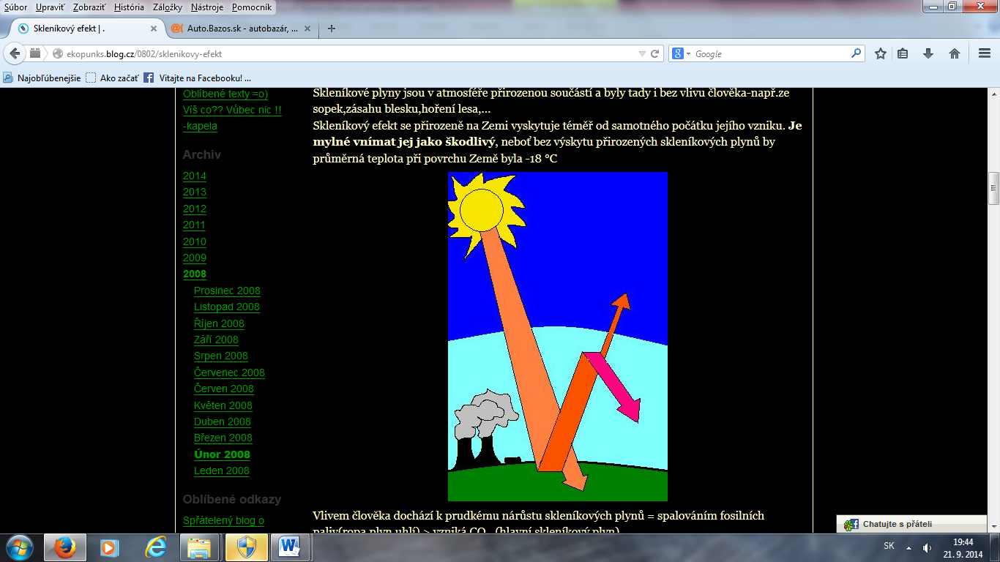 Súbor Upraviť Zobraziť História Záložky Nástroje Pomocník
Skleníkový efekt | .
Auto.Bazos.sk - autobazár, ...
ekopunks.blog.cz/0802/sklenikovy-efekt
Google
Najobľúbenejšie Ako začať Vitajte na Facebooku! ...
Oblíbené texty =o)
Víš co?? Vůbec nic !!
-kapela
Archiv
2014
2013
2012
2011
2010
2009
2008
Prosinec 2008
Listopad 2008
Říjen 2008
Září 2008
Srpen 2008
Červenec 2008
Červen 2008
Květen 2008
Duben 2008
Březen 2008
Únor 2008
Leden 2008
Oblíbené odkazy
Spřátelený blog o
Skleníkové plyny jsou v atmosféře přirozenou součástí a byly tady i bez vlivu člověka-např.ze
sopek,zásahu blesku,hoření lesa,...
Skleníkový efekt se přirozeně na Zemi vyskytuje téměř od samotného počátku jejího vzniku. Je
mylné vnímat jej jako škodlivý, neboť bez výskytu přirozených skleníkových plynů by
průměrná teplota při povrchu Země byla -18 °C
Vlivem člověka dochází k prudkému nárůstu skleníkových plynů = spalováním fosilních
paliv(ropa,plyn,uhlí) > vzniká CO (hlavní skleníkový plyn)
Chatujte s přáteli
SK
19:44
21. 9. 2014